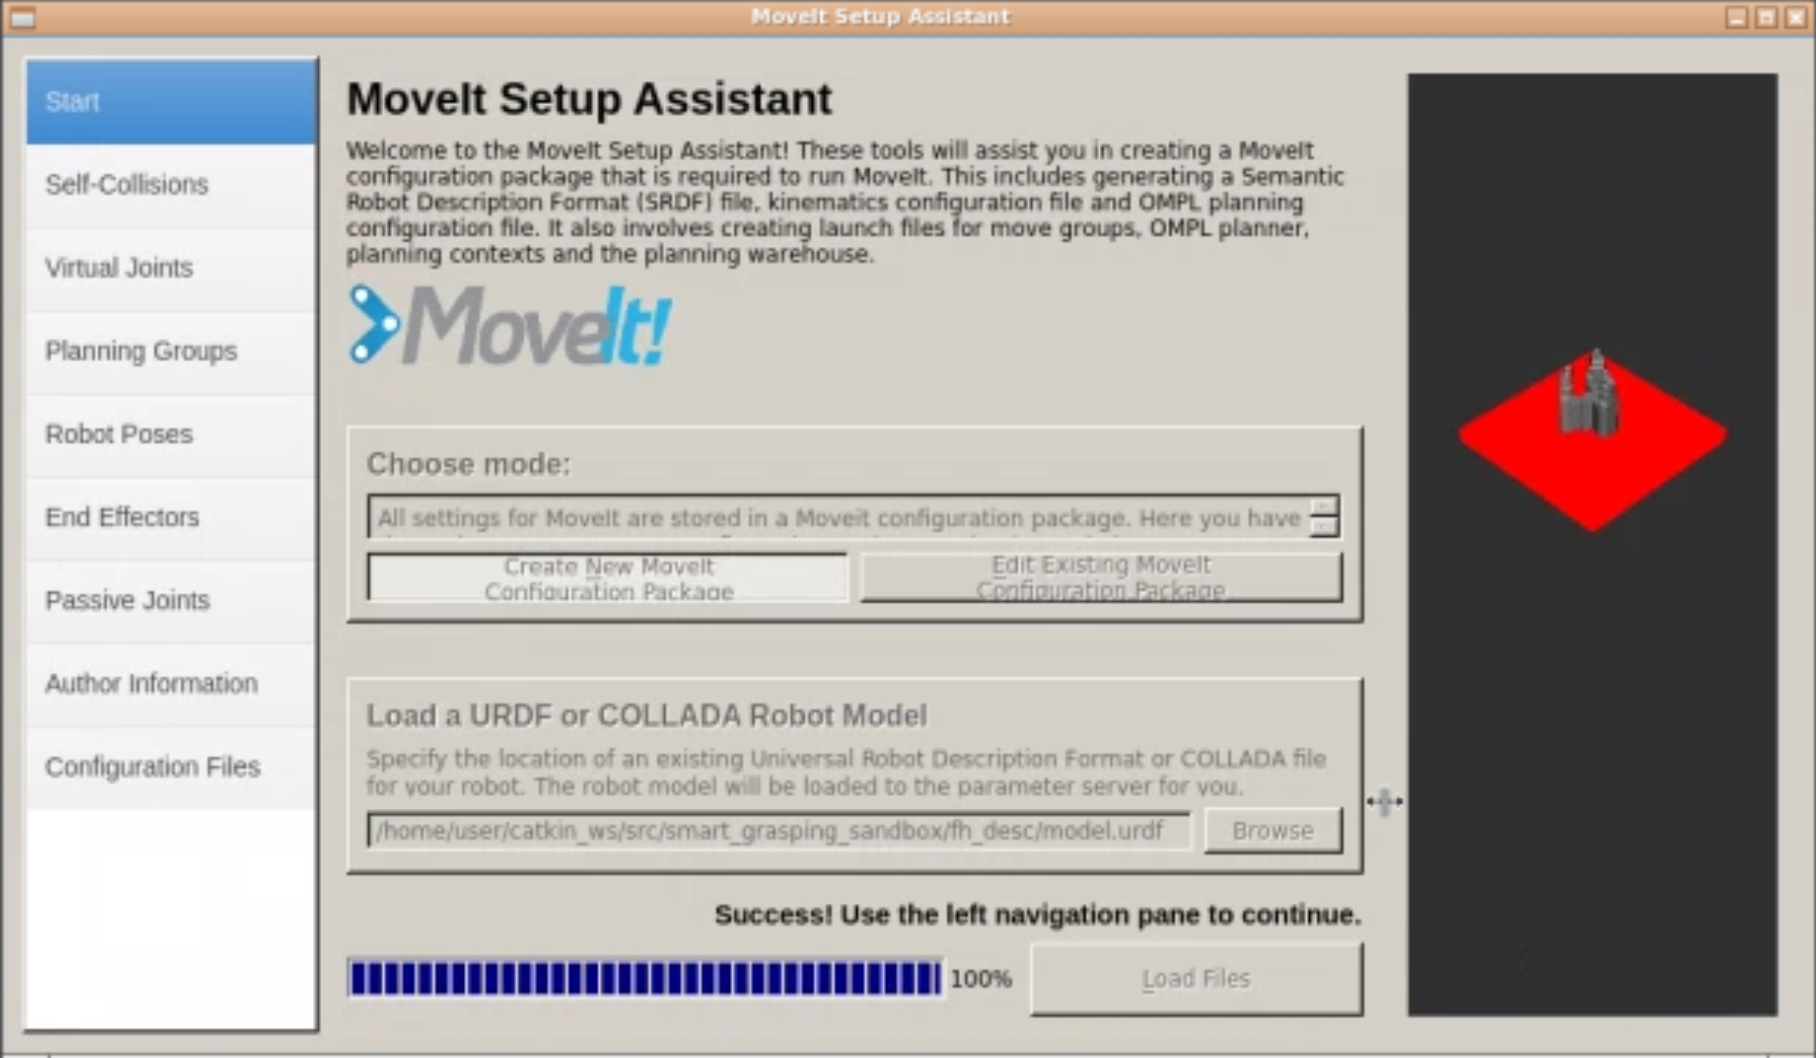 MoveIt Setup Assistant
Start
Self-Collisions
Virtual Joints
Planning Groups
Robot Poses
End Effectors
Passive Joints
Author Information
Configuration Files
MoveIt Setup Assistant
Welcome to the MoveIt Setup Assistant! These tools will assist you in creating a MoveIt
configuration package that is required to run MoveIt. This includes generating a Semantic
Robot Description Format (SRDF) file, kinematics configuration file and OMPL planning
configuration file. It also involves creating launch files for move groups, OMPL planner,
planning contexts and the planning warehouse.
MoveIt!
Choose mode:
All settings for MoveIt are stored in a Moveit configuration package. Here you have
Create New MoveIt
Configuration Package
Edit Existing MoveIt
Configuration Package
Load a URDF or COLLADA Robot Model
Specify the location of an existing Universal Robot Description Format or COLLADA file
for your robot. The robot model will be loaded to the parameter server for you.
/home/user/catkin_ws/src/smart_grasping_sandbox/fh_desc/model.urdf
Browse
Success! Use the left navigation pane to continue.
100%
Load Files